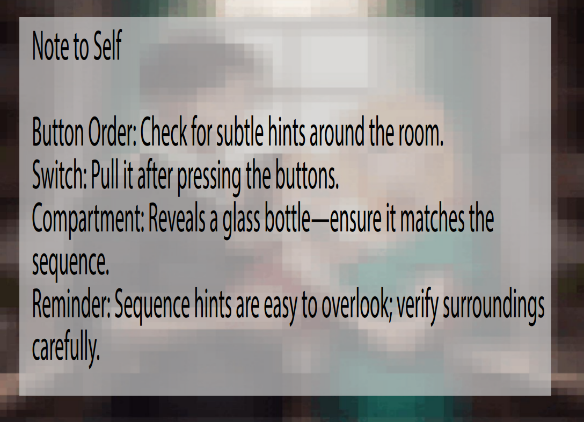 Note to Self
Button Order: Check for subtle hints around the room.
Switch: Pull it after pressing the buttons.
Compartment: Reveals a glass bottle—ensure it matches the
sequence.
Reminder: Sequence hints are easy to overlook; verify surroundings
carefully.